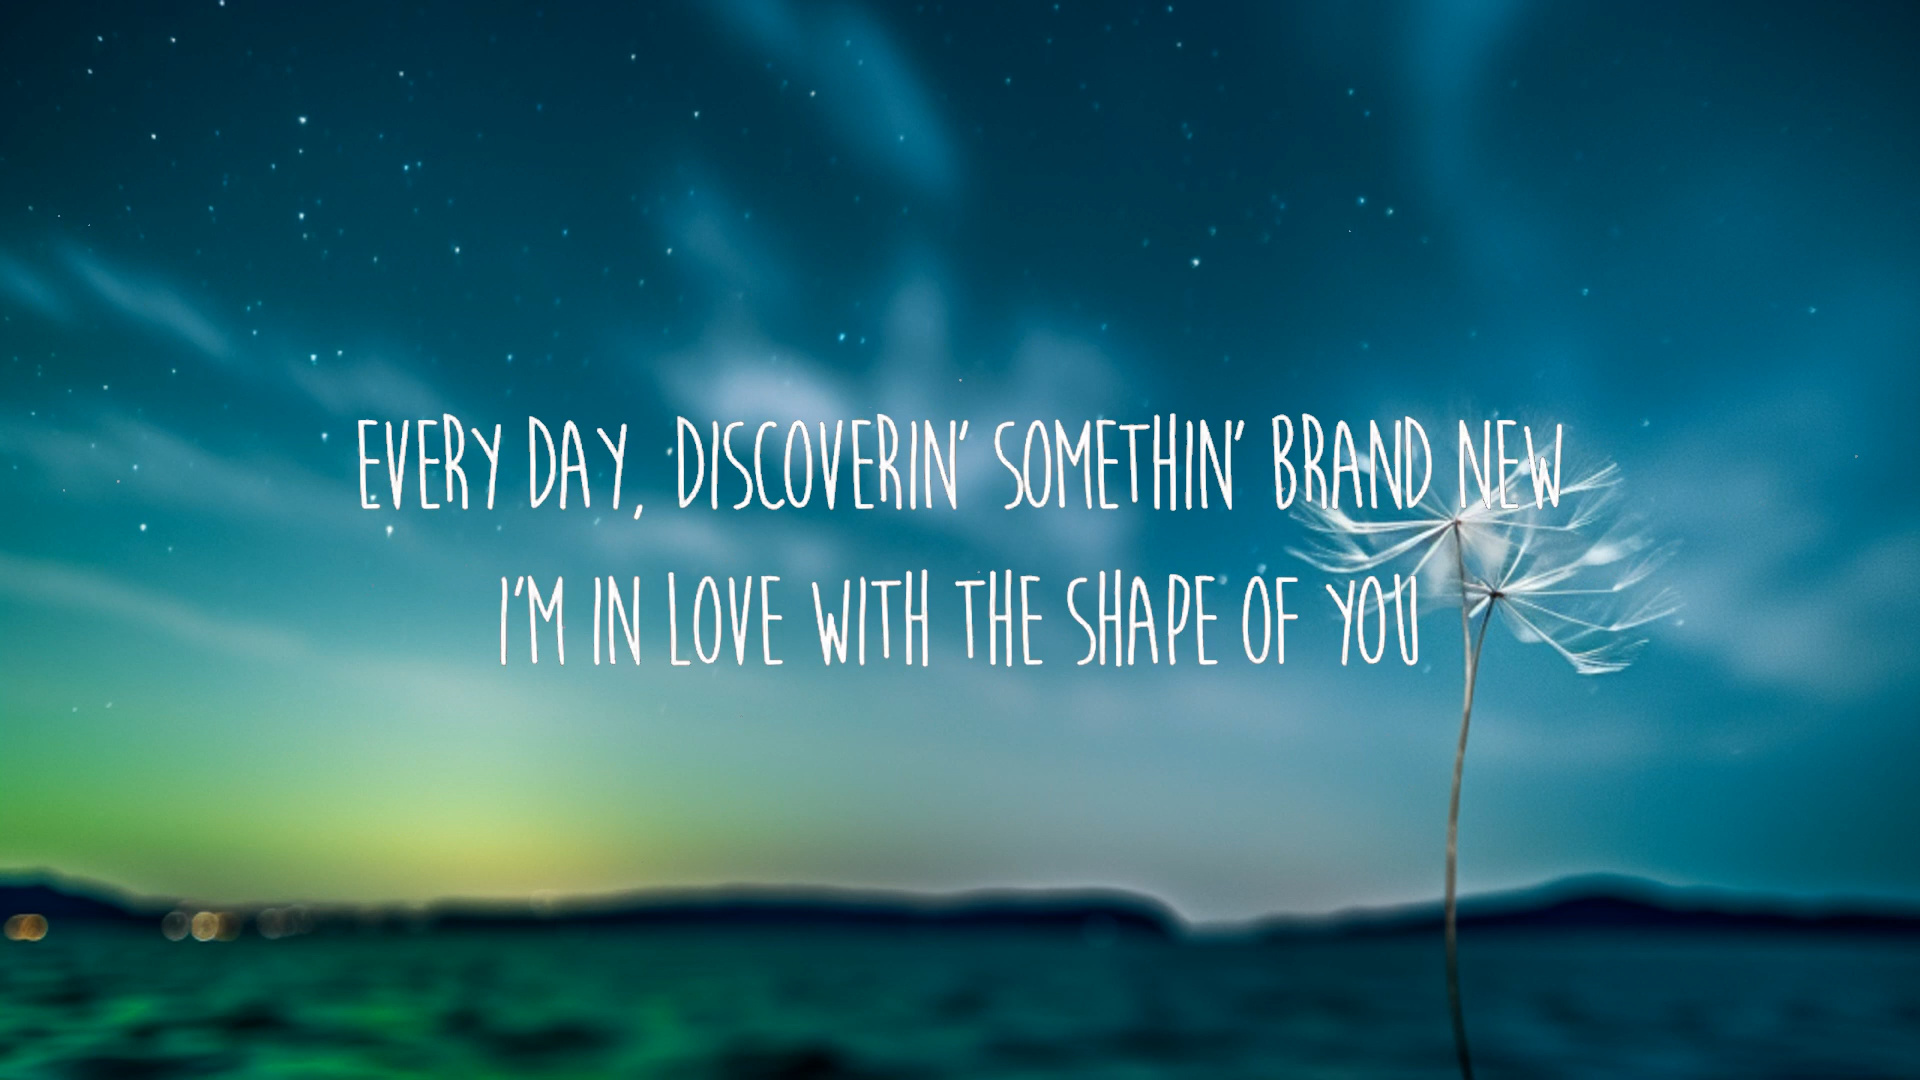 EVERY DAY, DISCOVERIN' SOMETHIN' BRAND NEW
I'M IN LOVE WITH THE SHAPE OF YOU